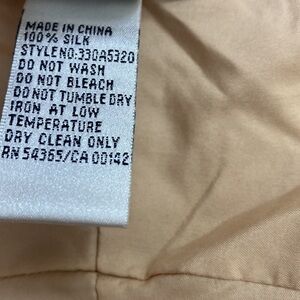 MADE IN CHINA
100% SILK
STYLE NO:330A5320
DO NOT WASH
DO NOT BLEACH
DO NOT TUMBLE DRY
IRON AT LOW
TEMPERATURE
DRY CLEAN ONLY
RN 54365/CA 00142